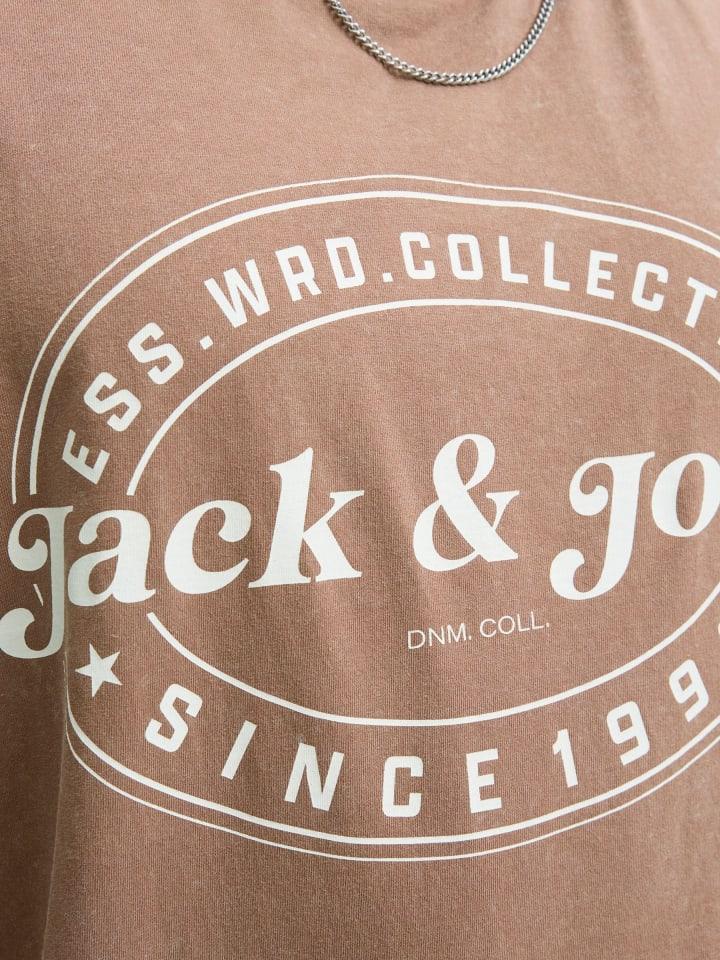 ESS.WRD.COLLECT
Jack & Jo
DNM. COLL.
SINCE 199